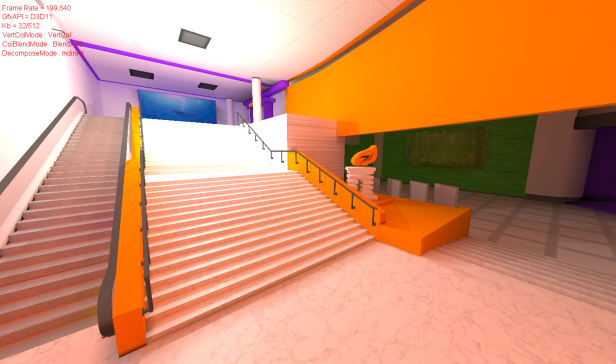 Frame Rate = 199.840
GfxAPI = D3D11
Kb = 32/512
VertColMode : VertCol
ColBlendMode : Blend
DecomposeMode : Indirect